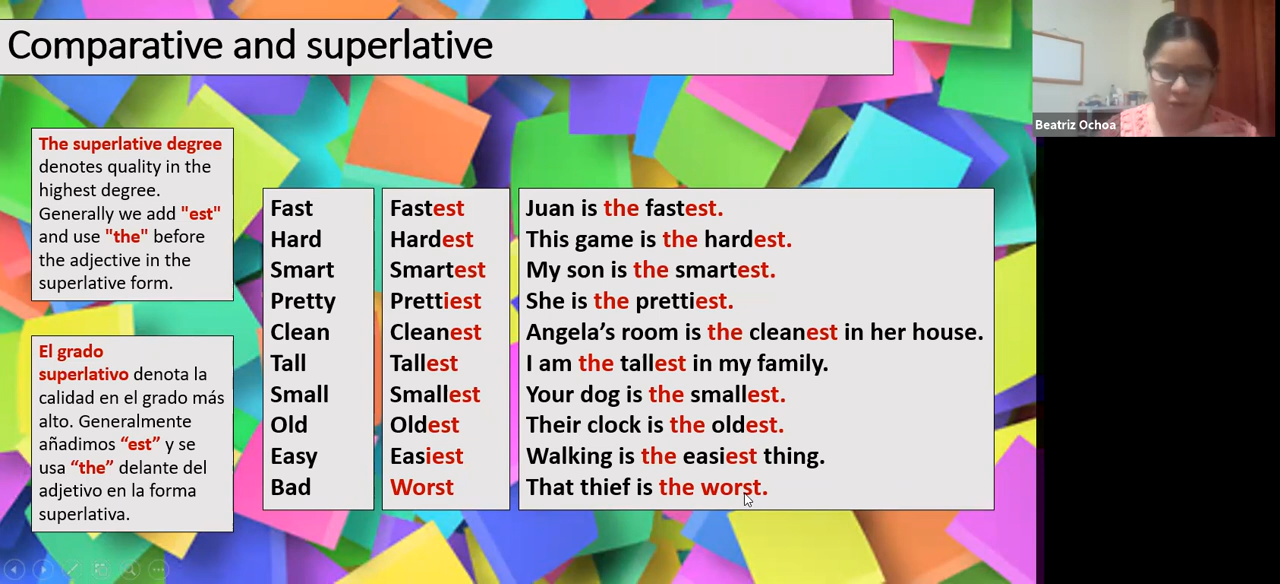 Comparative and superlative
Beatriz Ochoa
The superlative degree
denotes quality in the
highest degree.
Generally we add "est"
and use "the" before
the adjective in the
superlative form.
El grado
superlativo denota la
calidad en el grado más
alto. Generalmente
añadimos “est” y se
usa “the” delante del
adjetivo en la forma
superlativa.
Fast
Hard
Smart
Pretty
Clean
Tall
Small
Old
Easy
Bad
Fastest
Hardest
Smartest
Prettiest
Cleanest
Tallest
Smallest
Oldest
Easiest
Worst
Juan is the fastest.
This game is the hardest.
My son is the smartest.
She is the prettiest.
Angela’s room is the cleanest in her house.
I am the tallest in my family.
Your dog is the smallest.
Their clock is the oldest.
Walking is the easiest thing.
That thief is the worst.